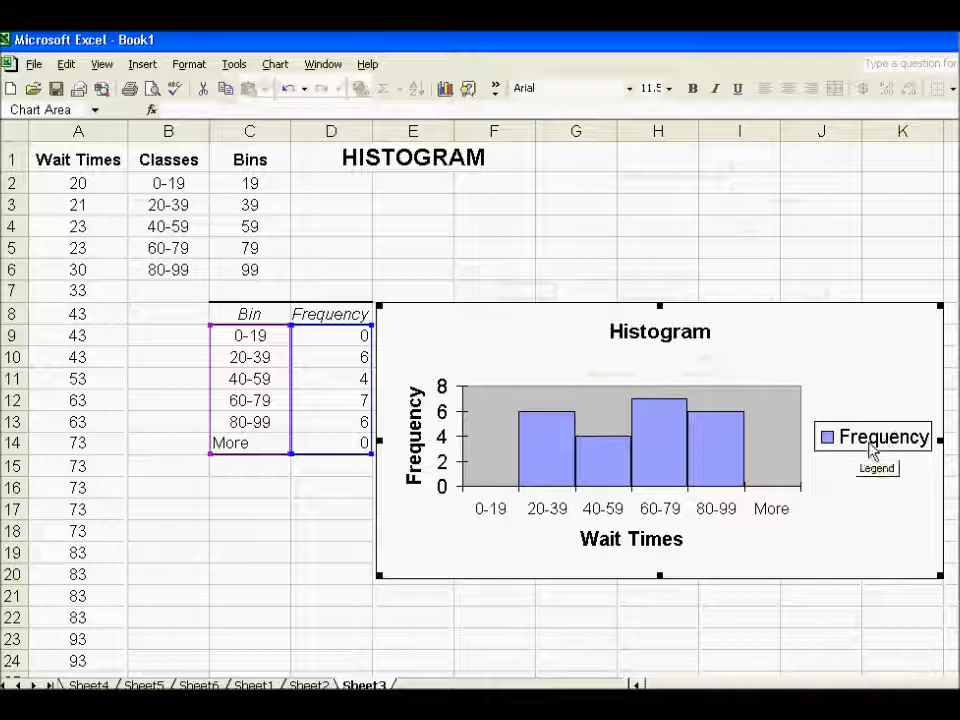 Microsoft Excel - Book1
File Edit View Insert Format Tools Chart Window Help
Type a question for
Arial 11.5 B I U
Chart Area fx
A B C D E F G H I J K
1 Wait Times Classes Bins HISTOGRAM
2 20 0-19 19
3 21 20-39 39
4 23 40-59 59
5 23 60-79 79
6 30 80-99 99
7 33
8 43 Bin Frequency
9 43 0-19 0
10 43 20-39 6
11 53 40-59 4
12 63 60-79 7
13 63 80-99 6
14 73 More 0
15 73
16 73
17 73
18 73
19 83
20 83
21 83
22 83
23 93
24 93
Histogram
Frequency
8
6
4
2
0
0-19 20-39 40-59 60-79 80-99 More
Wait Times
Frequency
Legend
Sheet4 Sheet5 Sheet6 Sheet1 Sheet2 Sheet3